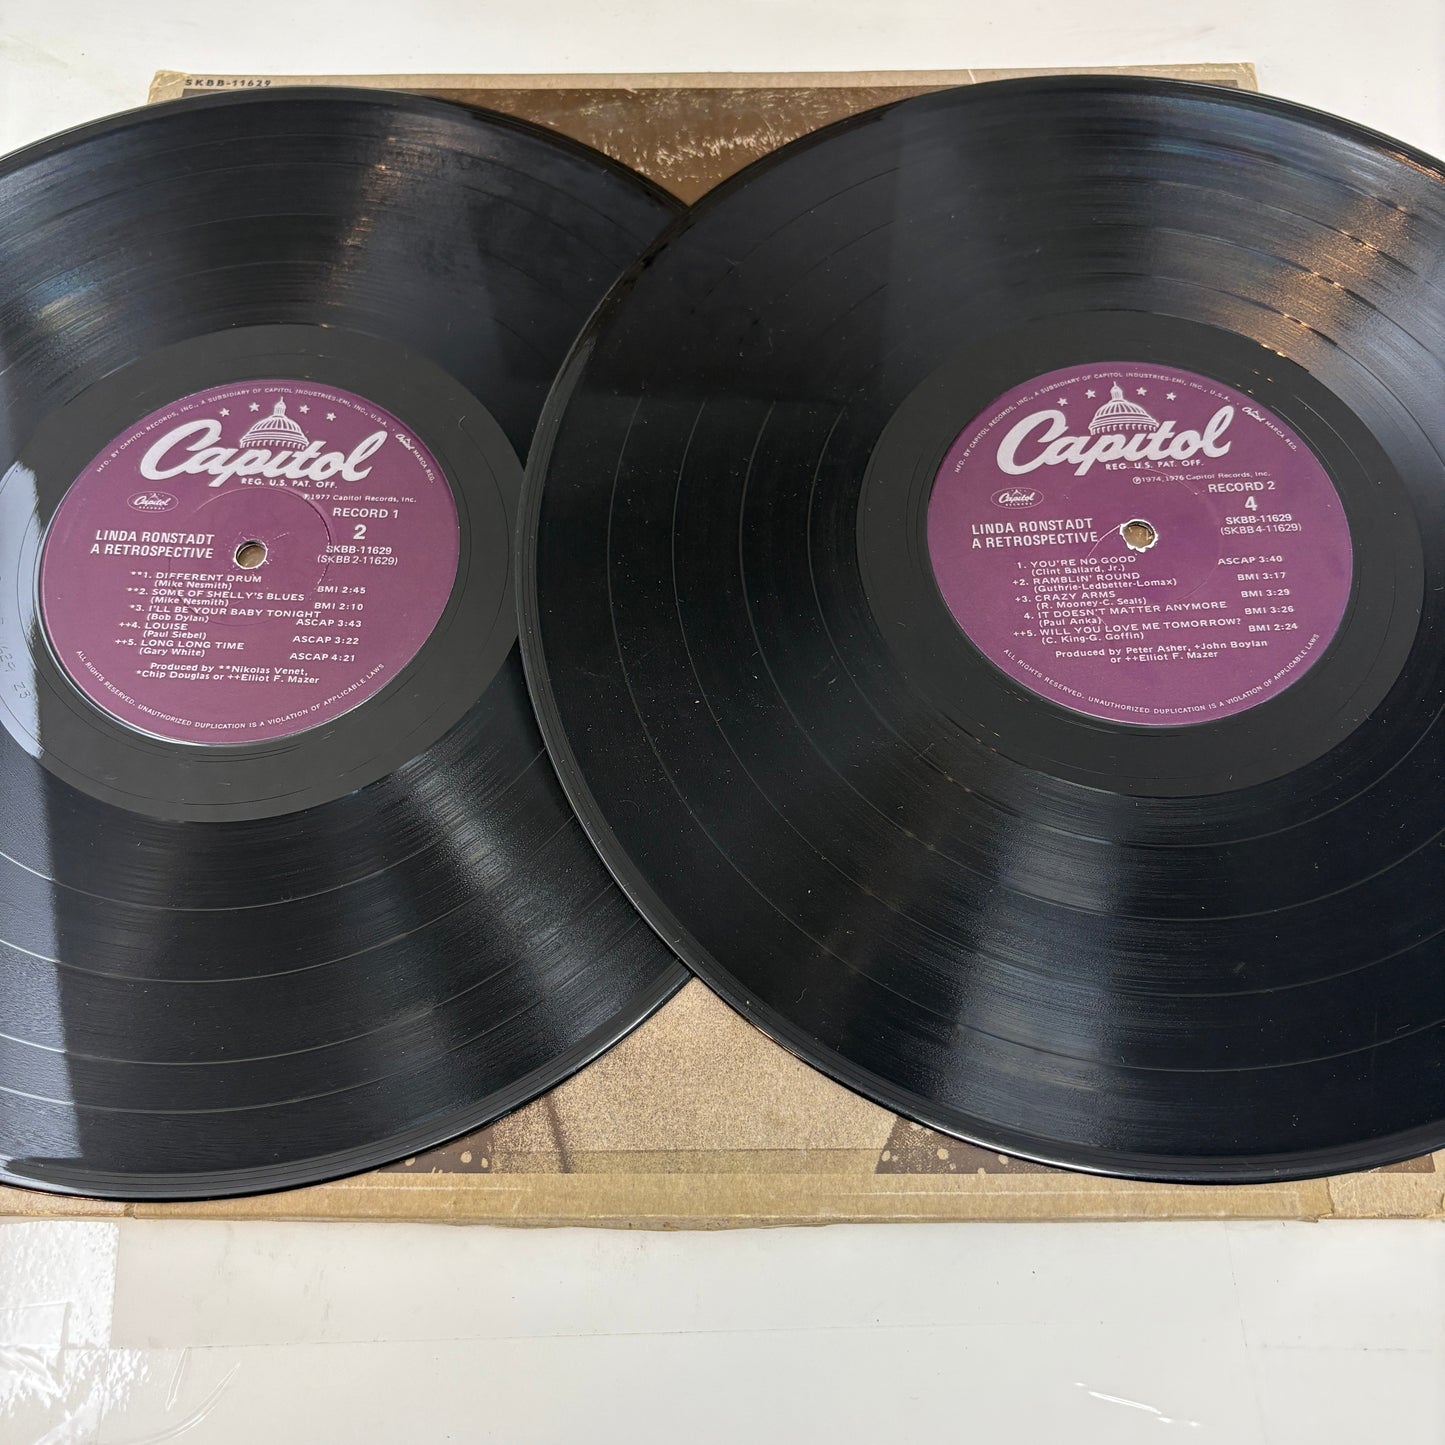 SKBB-11629
MFD. BY CAPITOL RECORDS, INC., A SUBSIDIARY OF CAPITOL INDUSTRIES-EMI, INC., U.S.A. Capitol MARCA REG.
Capitol
REG. U.S. PAT. OFF.
℗1977 Capitol Records, Inc.
Capitol
RECORDS
RECORD 1
2
LINDA RONSTADT
A RETROSPECTIVE
SKBB-11629
(SKBB 2-11629)
**1. DIFFERENT DRUM
(Mike Nesmith) BMI 2:45
**2. SOME OF SHELLY'S BLUES
(Mike Nesmith) BMI 2:10
*3. I'LL BE YOUR BABY TONIGHT
(Bob Dylan) ASCAP 3:43
++4. LOUISE
(Paul Siebel) ASCAP 3:22
++5. LONG LONG TIME
(Gary White) ASCAP 4:21
Produced by **Nikolas Venet,
*Chip Douglas or ++Elliot F. Mazer
ALL RIGHTS RESERVED. UNAUTHORIZED DUPLICATION IS A VIOLATION OF APPLICABLE LAWS
MFD. BY CAPITOL RECORDS, INC., A SUBSIDIARY OF CAPITOL INDUSTRIES-EMI, INC., U.S.A. Capitol MARCA REG.
Capitol
REG. U.S. PAT. OFF.
℗1974, 1976 Capitol Records, Inc.
Capitol
RECORDS
RECORD 2
4
LINDA RONSTADT
A RETROSPECTIVE
SKBB-11629
(SKBB 4-11629)
1. YOU'RE NO GOOD ASCAP 3:40
(Clint Ballard, Jr.)
+2. RAMBLIN' ROUND BMI 3:17
(Guthrie-Ledbetter-Lomax)
+3. CRAZY ARMS BMI 3:29
(R. Mooney-C. Seals)
4. IT DOESN'T MATTER ANYMORE BMI 3:26
(Paul Anka)
++5. WILL YOU LOVE ME TOMORROW? BMI 2:24
(C. King-G. Goffin)
Produced by Peter Asher, +John Boylan
or ++Elliot F. Mazer
ALL RIGHTS RESERVED. UNAUTHORIZED DUPLICATION IS A VIOLATION OF APPLICABLE LAWS